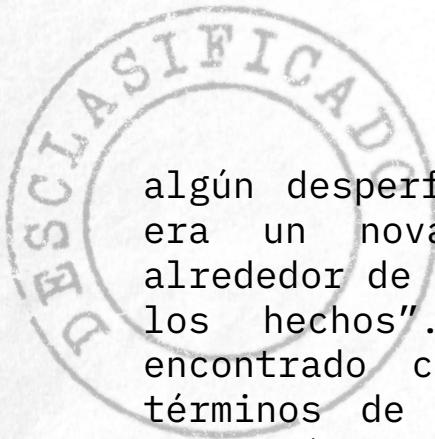 DESCLASIFICADO
algún desperf
era un nova
alrededor de
los hechos”.
encontrado c
términos de